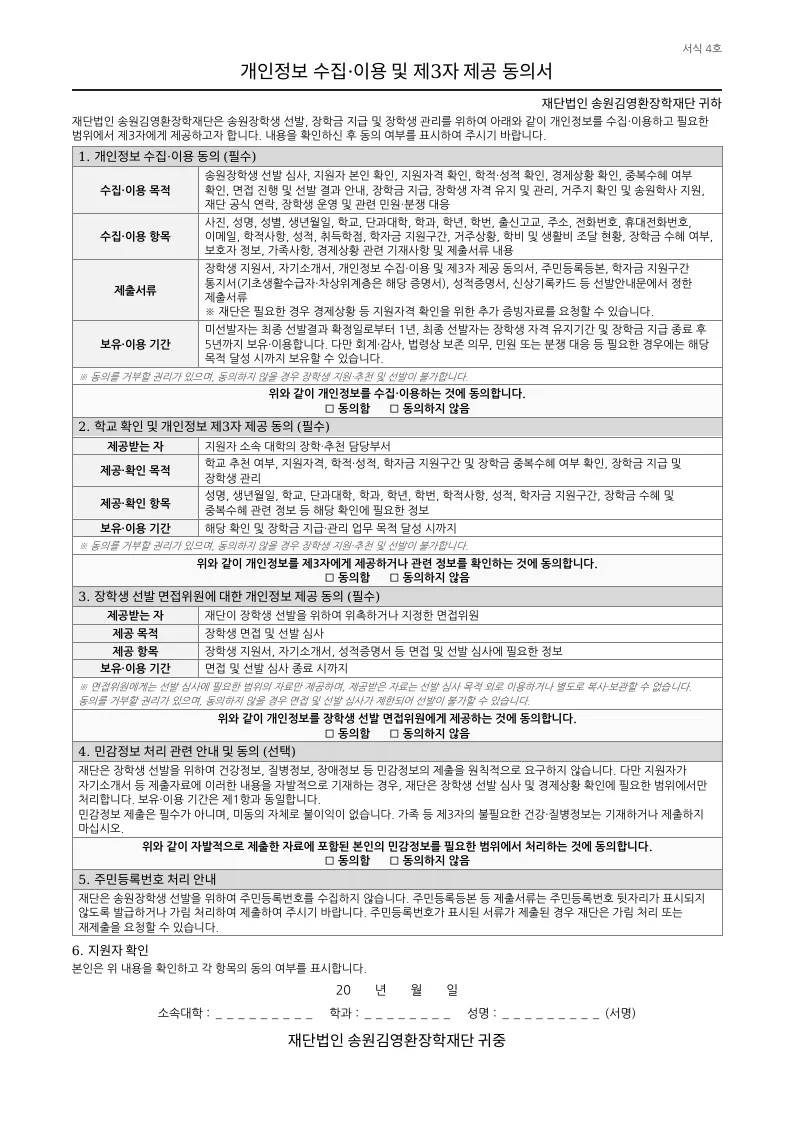 서식 4호
개인정보 수집·이용 및 제3자 제공 동의서
재단법인 송원김영환장학재단 귀하
재단법인 송원김영환장학재단은 송원장학생 선발, 장학금 지급 및 장학생 관리를 위하여 아래와 같이 개인정보를 수집·이용하고 필요한
범위에서 제3자에게 제공하고자 합니다. 내용을 확인하신 후 동의 여부를 표시하여 주시기 바랍니다.
1. 개인정보 수집·이용 동의 (필수)
수집·이용 목적
송원장학생 선발 심사, 지원자 본인 확인, 지원자격 확인, 학적·성적 확인, 경제상황 확인, 중복수혜 여부
확인, 면접 진행 및 선발 결과 안내, 장학금 지급, 장학생 자격 유지 및 관리, 거주지 확인 및 송원학사 지원,
재단 공식 연락, 장학생 운영 및 관련 민원·분쟁 대응
수집·이용 항목
사진, 성명, 성별, 생년월일, 학교, 단과대학, 학과, 학년, 학번, 출신고교, 주소, 전화번호, 휴대전화번호,
이메일, 학적사항, 성적, 취득학점, 학자금 지원구간, 거주상황, 학비 및 생활비 조달 현황, 장학금 수혜 여부,
보호자 정보, 가족사항, 경제상황 관련 기재사항 및 제출서류 내용
제출서류
장학생 지원서, 자기소개서, 개인정보 수집·이용 및 제3자 제공 동의서, 주민등록등본, 학자금 지원구간
통지서(기초생활수급자·차상위계층은 해당 증명서), 성적증명서, 신상기록카드 등 선발안내문에서 정한
제출서류
※ 재단은 필요한 경우 경제상황 등 지원자격 확인을 위한 추가 증빙자료를 요청할 수 있습니다.
보유·이용 기간
미선발자는 최종 선발결과 확정일로부터 1년, 최종 선발자는 장학생 자격 유지기간 및 장학금 지급 종료 후
5년까지 보유·이용합니다. 다만 회계·감사, 법령상 보존 의무, 민원 또는 분쟁 대응 등 필요한 경우에는 해당
목적 달성 시까지 보유할 수 있습니다.
※ 동의를 거부할 권리가 있으며, 동의하지 않을 경우 장학생 지원·추천 및 선발이 불가합니다.
위와 같이 개인정보를 수집·이용하는 것에 동의합니다.
☐ 동의함 ☐ 동의하지 않음
2. 학교 확인 및 개인정보 제3자 제공 동의 (필수)
제공받는 자
지원자 소속 대학의 장학·추천 담당부서
제공·확인 목적
학교 추천 여부, 지원자격, 학적·성적, 학자금 지원구간 및 장학금 중복수혜 여부 확인, 장학금 지급 및
장학생 관리
제공·확인 항목
성명, 생년월일, 학교, 단과대학, 학과, 학년, 학번, 학적사항, 성적, 학자금 지원구간, 장학금 수혜 및
중복수혜 관련 정보 등 해당 확인에 필요한 정보
보유·이용 기간
해당 확인 및 장학금 지급·관리 업무 목적 달성 시까지
※ 동의를 거부할 권리가 있으며, 동의하지 않을 경우 장학생 지원·추천 및 선발이 불가합니다.
위와 같이 개인정보를 제3자에게 제공하거나 관련 정보를 확인하는 것에 동의합니다.
☐ 동의함 ☐ 동의하지 않음
3. 장학생 선발 면접위원에 대한 개인정보 제공 동의 (필수)
제공받는 자
재단이 장학생 선발을 위하여 위촉하거나 지정한 면접위원
제공 목적
장학생 면접 및 선발 심사
제공 항목
장학생 지원서, 자기소개서, 성적증명서 등 면접 및 선발 심사에 필요한 정보
보유·이용 기간
면접 및 선발 심사 종료 시까지
※ 면접위원에게는 선발 심사에 필요한 범위의 자료만 제공하며, 제공받은 자료는 선발 심사 목적 외로 이용하거나 별도로 복사·보관할 수 없습니다.
동의를 거부할 권리가 있으며, 동의하지 않을 경우 면접 및 선발 심사가 제한되어 선발이 불가할 수 있습니다.
위와 같이 개인정보를 장학생 선발 면접위원에게 제공하는 것에 동의합니다.
☐ 동의함 ☐ 동의하지 않음
4. 민감정보 처리 관련 안내 및 동의 (선택)
재단은 장학생 선발을 위하여 건강정보, 질병정보, 장애정보 등 민감정보의 제출을 원칙적으로 요구하지 않습니다. 다만 지원자가
자기소개서 등 제출자료에 이러한 내용을 자발적으로 기재하는 경우, 재단은 장학생 선발 심사 및 경제상황 확인에 필요한 범위에서만
처리합니다. 보유·이용 기간은 제1항과 동일합니다.
민감정보 제출은 필수가 아니며, 미동의 자체로 불이익이 없습니다. 가족 등 제3자의 불필요한 건강·질병정보는 기재하거나 제출하지
마십시오.
위와 같이 자발적으로 제출한 자료에 포함된 본인의 민감정보를 필요한 범위에서 처리하는 것에 동의합니다.
☐ 동의함 ☐ 동의하지 않음
5. 주민등록번호 처리 안내
재단은 송원장학생 선발을 위하여 주민등록번호를 수집하지 않습니다. 주민등록등본 등 제출서류는 주민등록번호 뒷자리가 표시되지
않도록 발급하거나 가림 처리하여 제출하여 주시기 바랍니다. 주민등록번호가 표시된 서류가 제출된 경우 재단은 가림 처리 또는
재제출을 요청할 수 있습니다.
6. 지원자 확인
본인은 위 내용을 확인하고 각 항목의 동의 여부를 표시합니다.
20 년 월 일
소속대학 : _ _ _ _ _ _ _ _ _ 학과 : _ _ _ _ _ _ _ _ 성명 : _ _ _ _ _ _ _ _ _ (서명)
재단법인 송원김영환장학재단 귀중